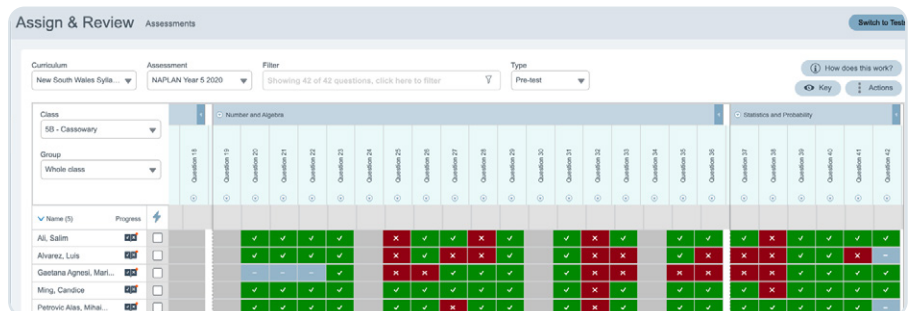 Assign & Review Assessments
Switch to Testi
Curriculum Assessment Filter Type
New South Wales Sylla... NAPLAN Year 5 2020 Showing 42 of 42 questions, click here to filter Pre-test
How does this work?
Key Actions
Class
5B - Cassowary
Group
Whole class
Number and Algebra Statistics and Probability
Question 18 Question 19 Question 20 Question 21 Question 22 Question 23 Question 24 Question 25 Question 26 Question 27 Question 28 Question 29 Question 30 Question 31 Question 32 Question 33 Question 34 Question 35 Question 36 Question 37 Question 38 Question 39 Question 40 Question 41 Question 42
Name (5) Progress
Ali, Salim
Alvarez, Luis
Gaetana Agnesi, Mari...
Ming, Candice
Petrovic Alas, Mihai...